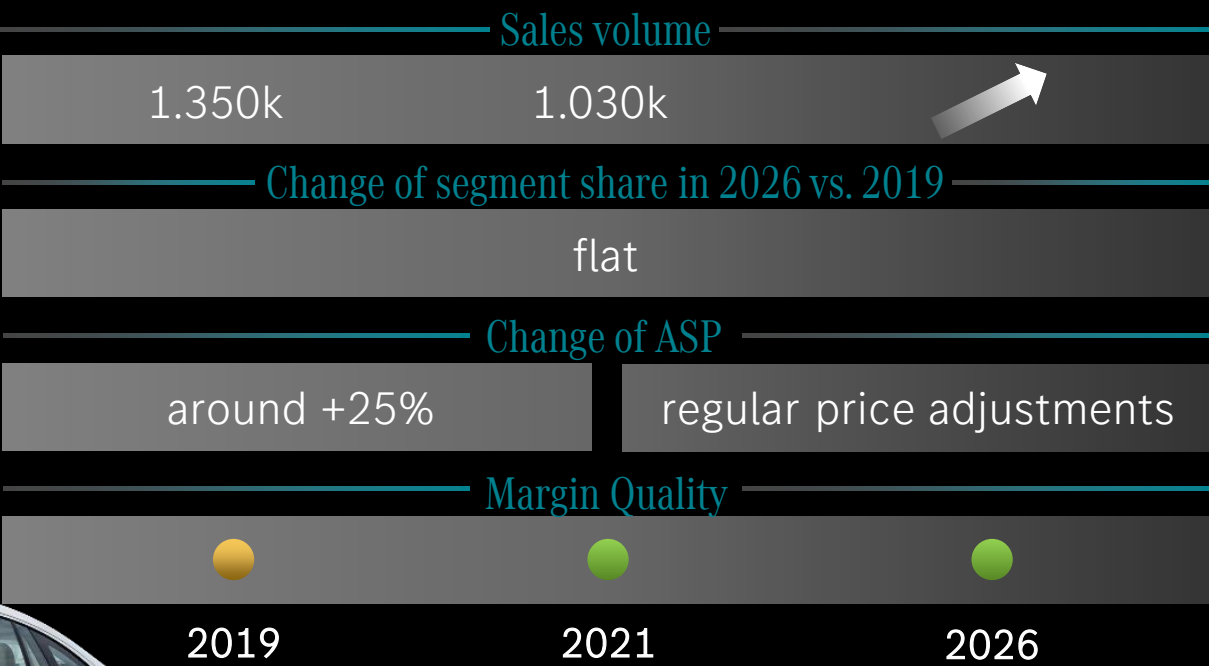 Sales volume
1.350k 1.030k
Change of segment share in 2026 vs. 2019
flat
Change of ASP
around +25% regular price adjustments
Margin Quality
2019 2021 2026